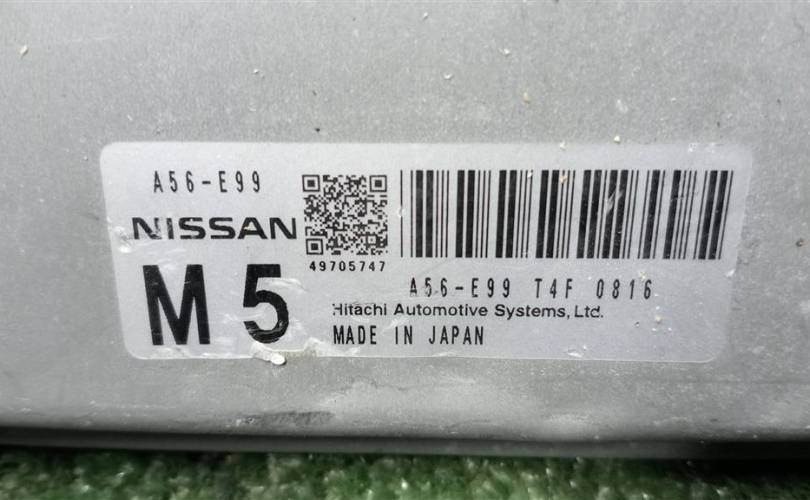 A56-E99
NISSAN
M5
49705747
A56-E99 T4F 0816
Hitachi Automotive Systems, Ltd.
MADE IN JAPAN